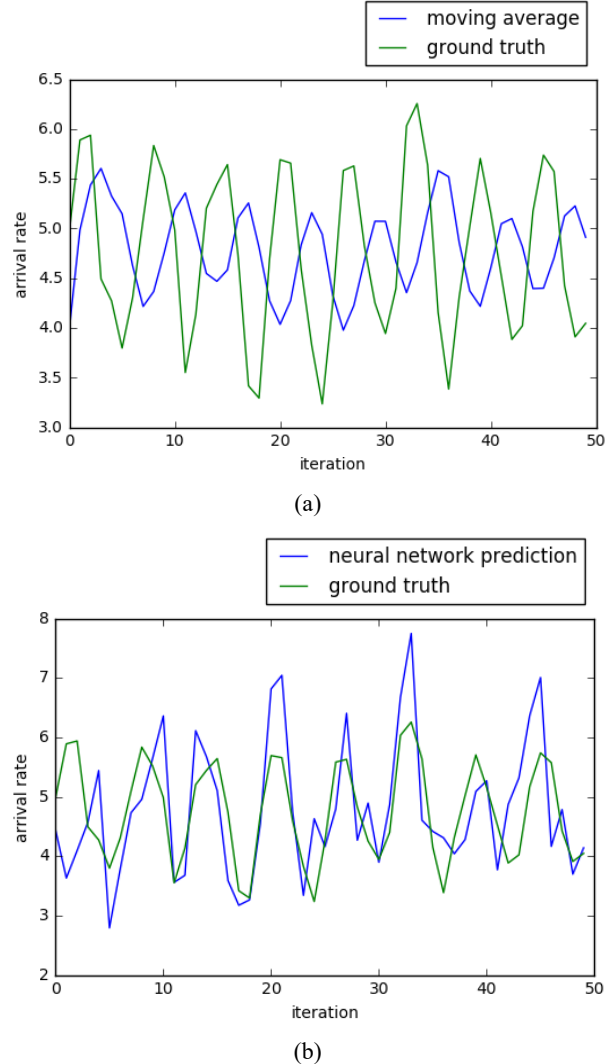 moving average
ground truth
6.5
6.0
5.5
5.0
4.5
4.0
3.5
3.0
arrival rate
0 10 20 30 40 50
iteration
(a)
neural network prediction
ground truth
8
7
6
5
4
3
2
arrival rate
0 10 20 30 40 50
iteration
(b)